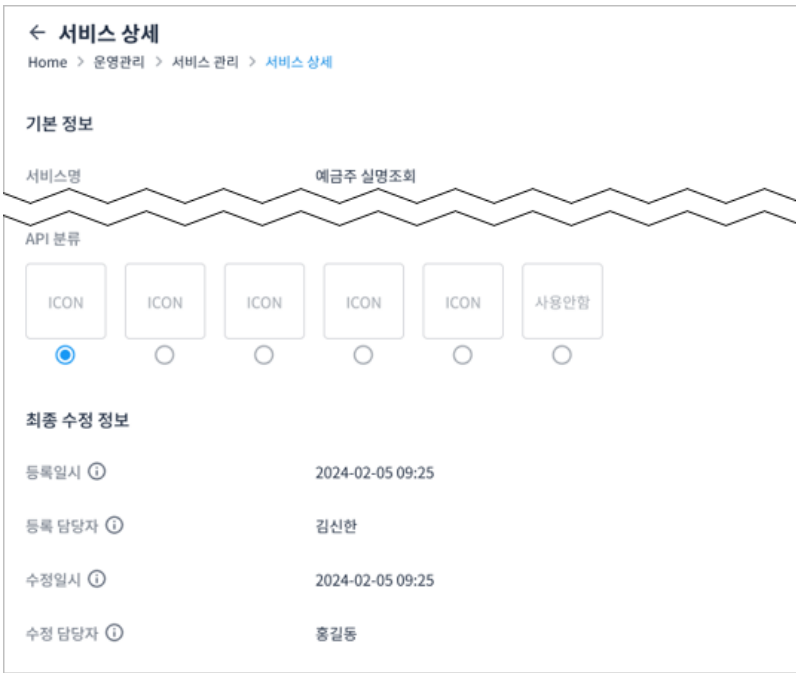 ← 서비스 상세
Home > 운영관리 > 서비스 관리 > 서비스 상세
기본 정보
서비스명 예금주 실명조회
API 분류
ICON ICON ICON ICON ICON 사용안함
최종 수정 정보
등록일시 2024-02-05 09:25
등록 담당자 김신한
수정일시 2024-02-05 09:25
수정 담당자 홍길동